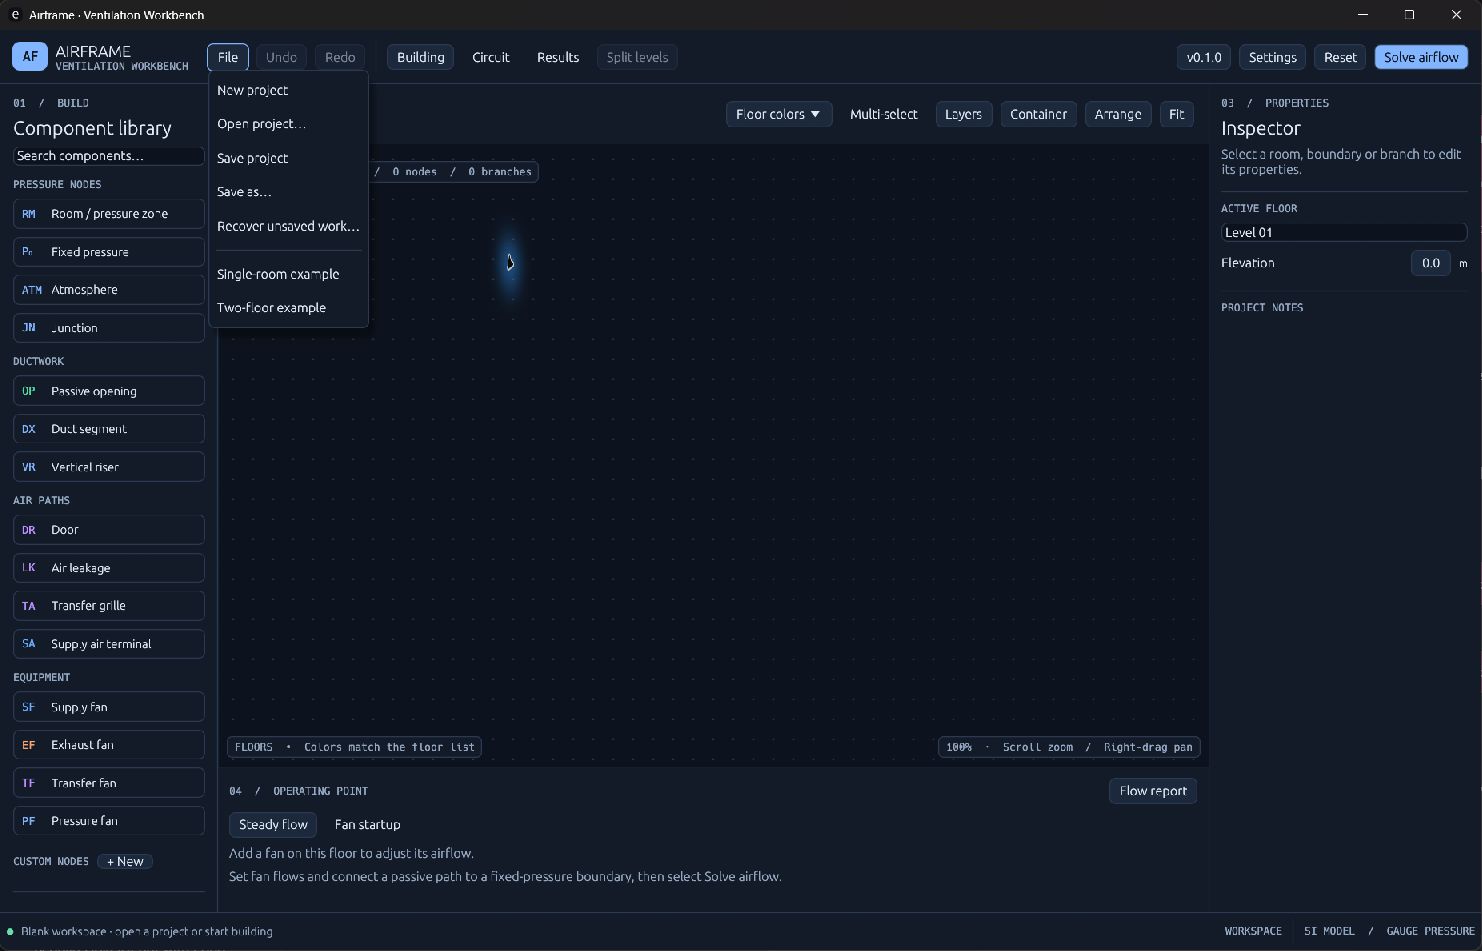 e Airframe · Ventilation Workbench
AF AIRFRAME
VENTILATION WORKBENCH
File Undo Redo Building Circuit Results Split levels v0.1.0 Settings Reset Solve airflow
New project
Open project…
Save project
Save as…
Recover unsaved work…
Single-room example
Two-floor example
01 / BUILD
Component library
Search components…
PRESSURE NODES
RM Room / pressure zone
P₀ Fixed pressure
ATM Atmosphere
JN Junction
DUCTWORK
OP Passive opening
DX Duct segment
VR Vertical riser
AIR PATHS
DR Door
LK Air leakage
TA Transfer grille
SA Supply air terminal
EQUIPMENT
SF Supply fan
EF Exhaust fan
TF Transfer fan
PF Pressure fan
CUSTOM NODES + New
Floor colors ▼ Multi-select Layers Container Arrange Fit
/ 0 nodes / 0 branches
FLOORS · Colors match the floor list
100% · Scroll zoom / Right-drag pan
04 / OPERATING POINT
Flow report
Steady flow Fan startup
Add a fan on this floor to adjust its airflow.
Set fan flows and connect a passive path to a fixed-pressure boundary, then select Solve airflow.
03 / PROPERTIES
Inspector
Select a room, boundary or branch to edit
its properties.
ACTIVE FLOOR
Level 01
Elevation 0.0 m
PROJECT NOTES
Blank workspace · open a project or start building
WORKSPACE SI MODEL / GAUGE PRESSURE